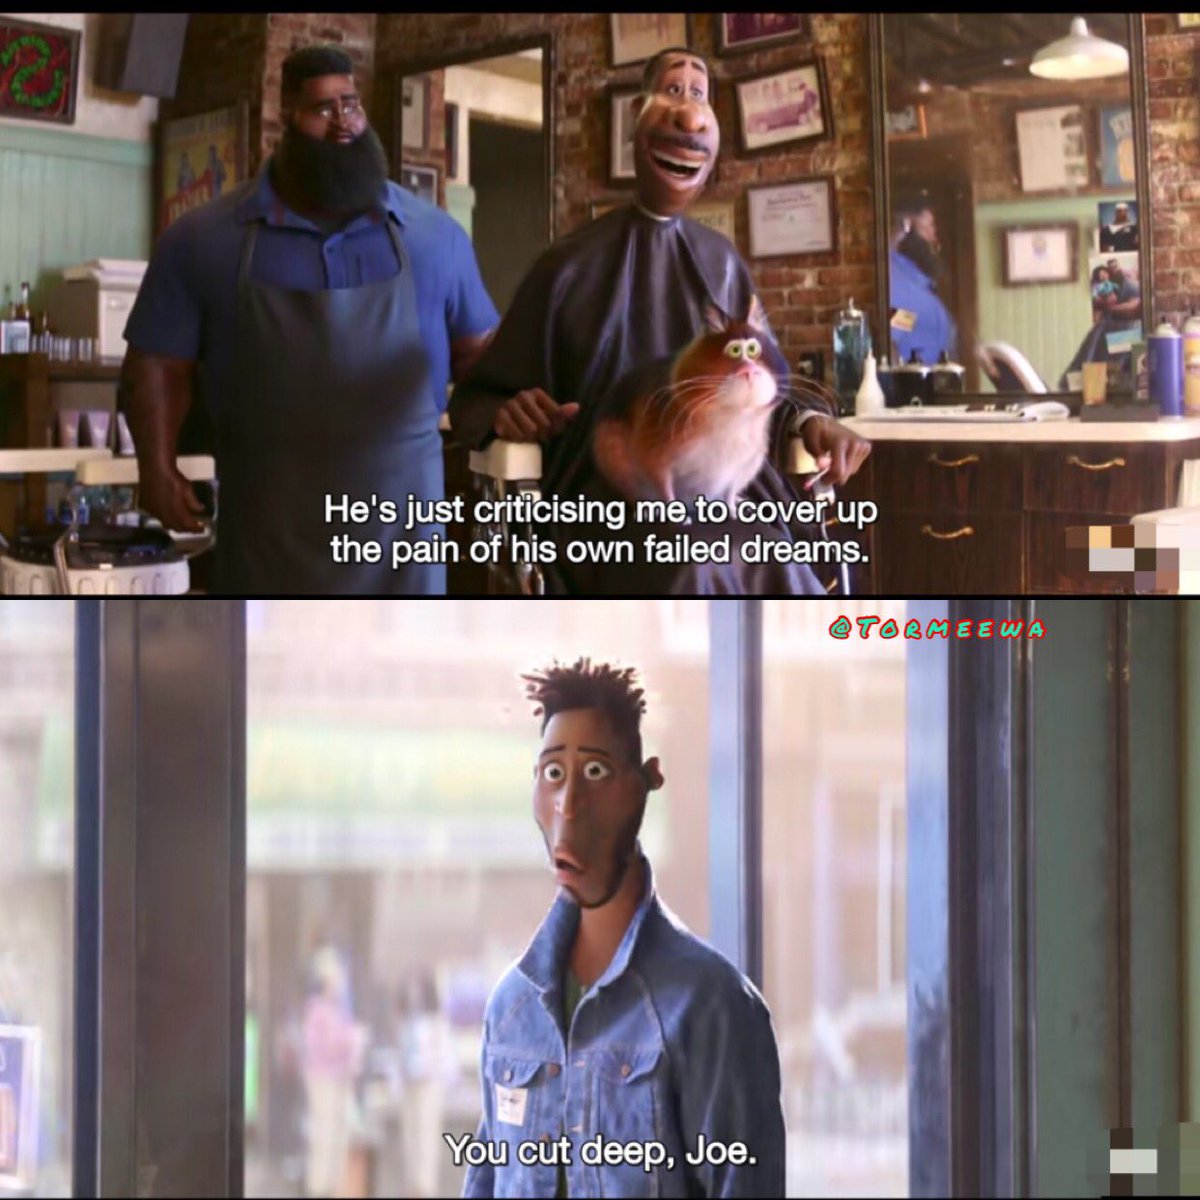 He's just criticising me to cover up
the pain of his own failed dreams.
@TORMEEWA
You cut deep, Joe.